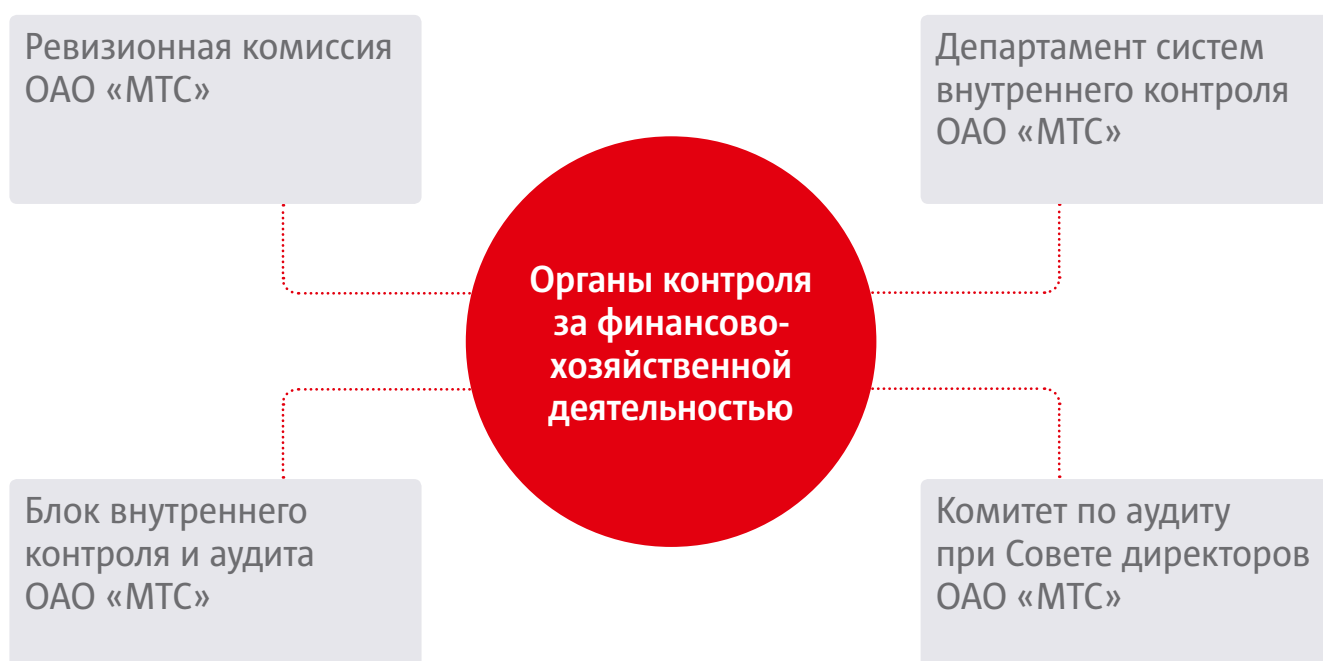 Ревизионная комиссия
ОАО «МТС»
Департамент систем
внутреннего контроля
ОАО «МТС»
Органы контроля
за финансово-
хозяйственной
деятельностью
Блок внутреннего
контроля и аудита
ОАО «МТС»
Комитет по аудиту
при Совете директоров
ОАО «МТС»